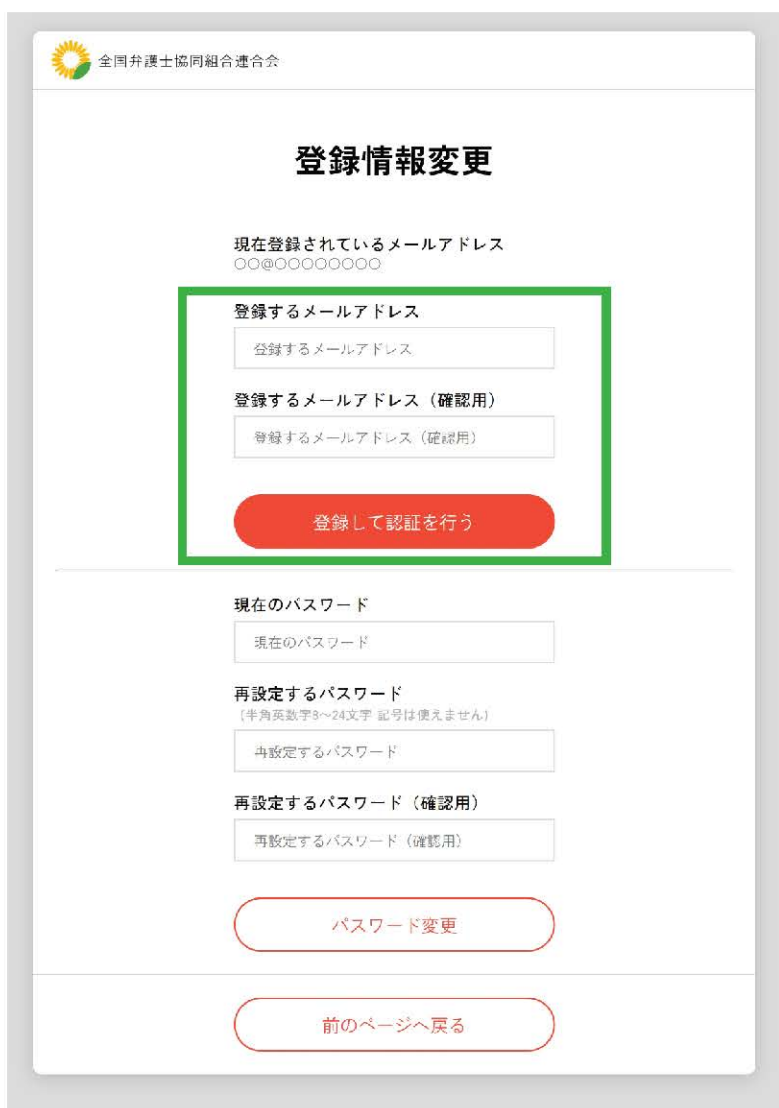 全国弁護士協同組合連合会
登録情報変更
現在登録されているメールアドレス
○○@○○○○○○○○
登録するメールアドレス
登録するメールアドレス
登録するメールアドレス（確認用）
登録するメールアドレス（確認用）
登録して認証を行う
現在のパスワード
現在のパスワード
再設定するパスワード
(半角英数字8〜24文字 記号は使えません)
再設定するパスワード
再設定するパスワード（確認用）
再設定するパスワード（確認用）
パスワード変更
前のページへ戻る